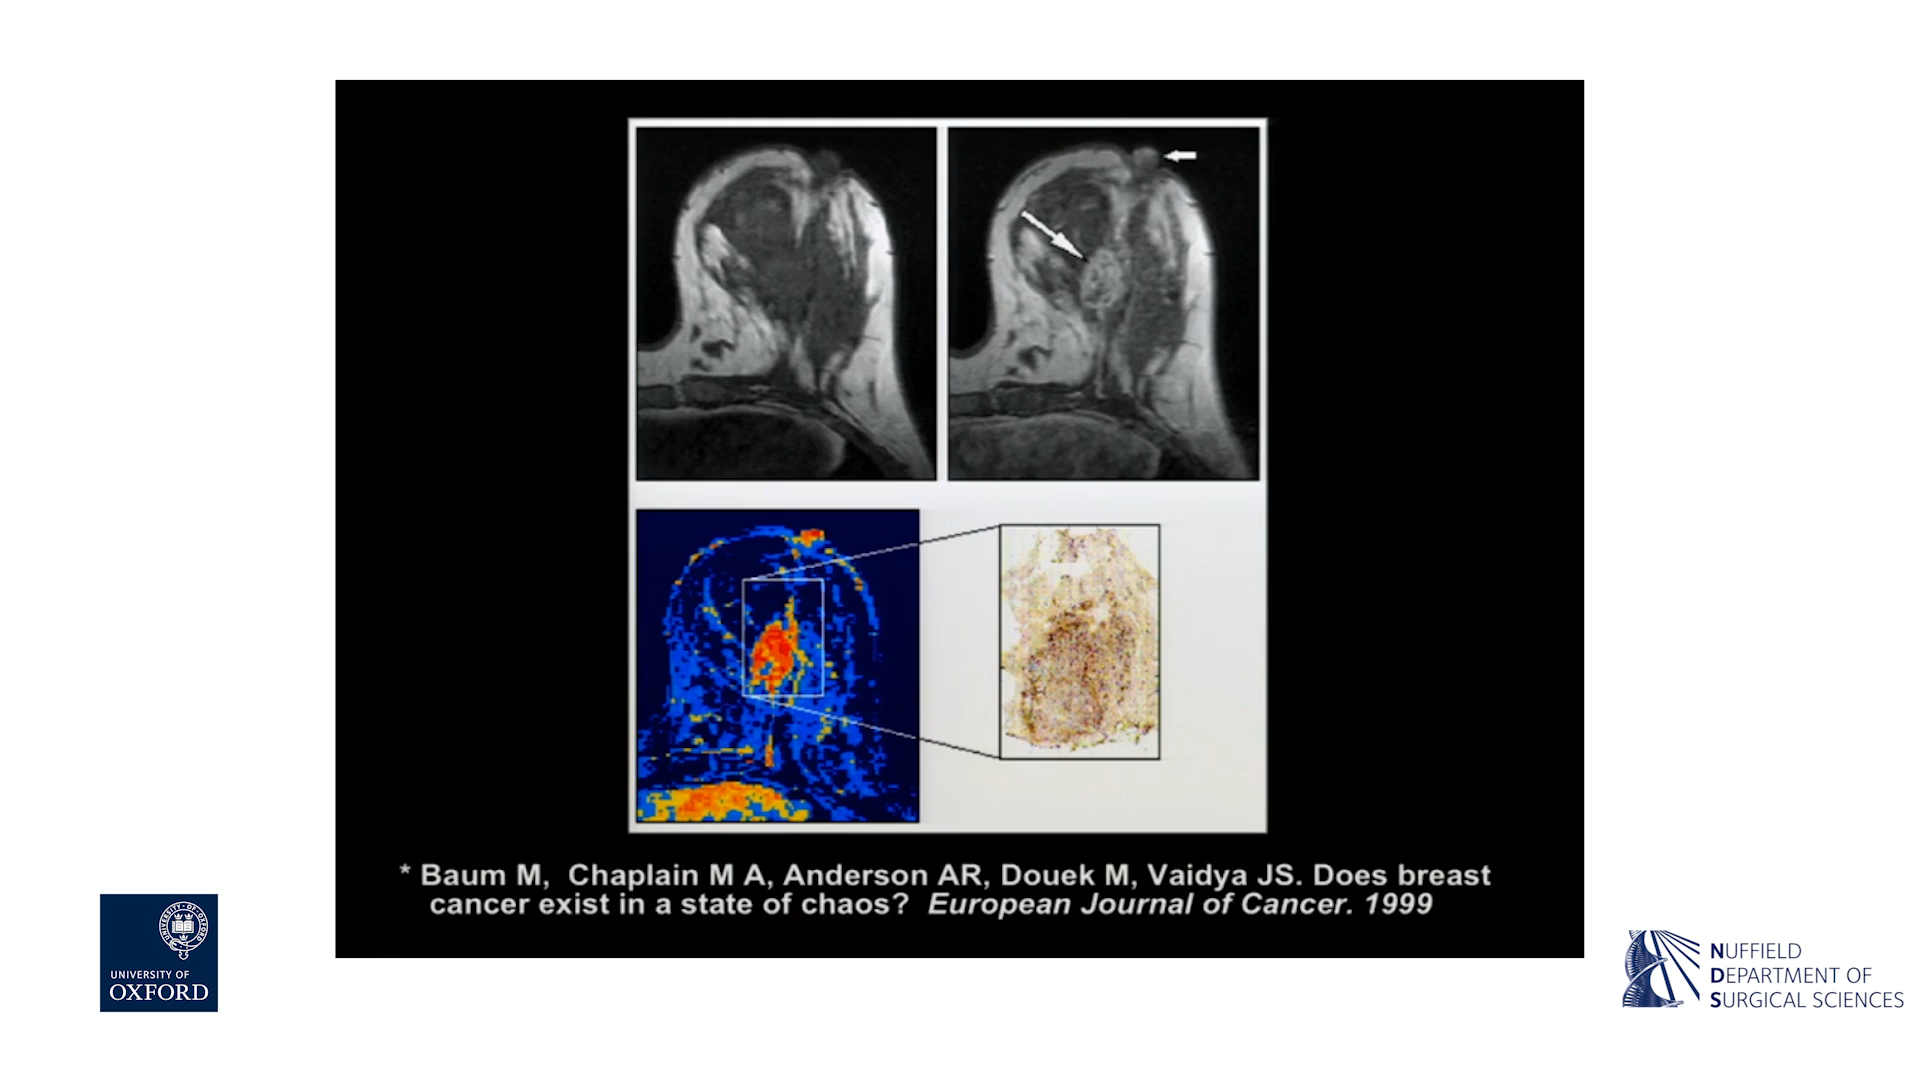 * Baum M, Chaplain M A, Anderson AR, Douek M, Vaidya JS. Does breast
cancer exist in a state of chaos? European Journal of Cancer. 1999
UNIVERSITY OF
OXFORD
NUFFIELD
DEPARTMENT OF
SURGICAL SCIENCES